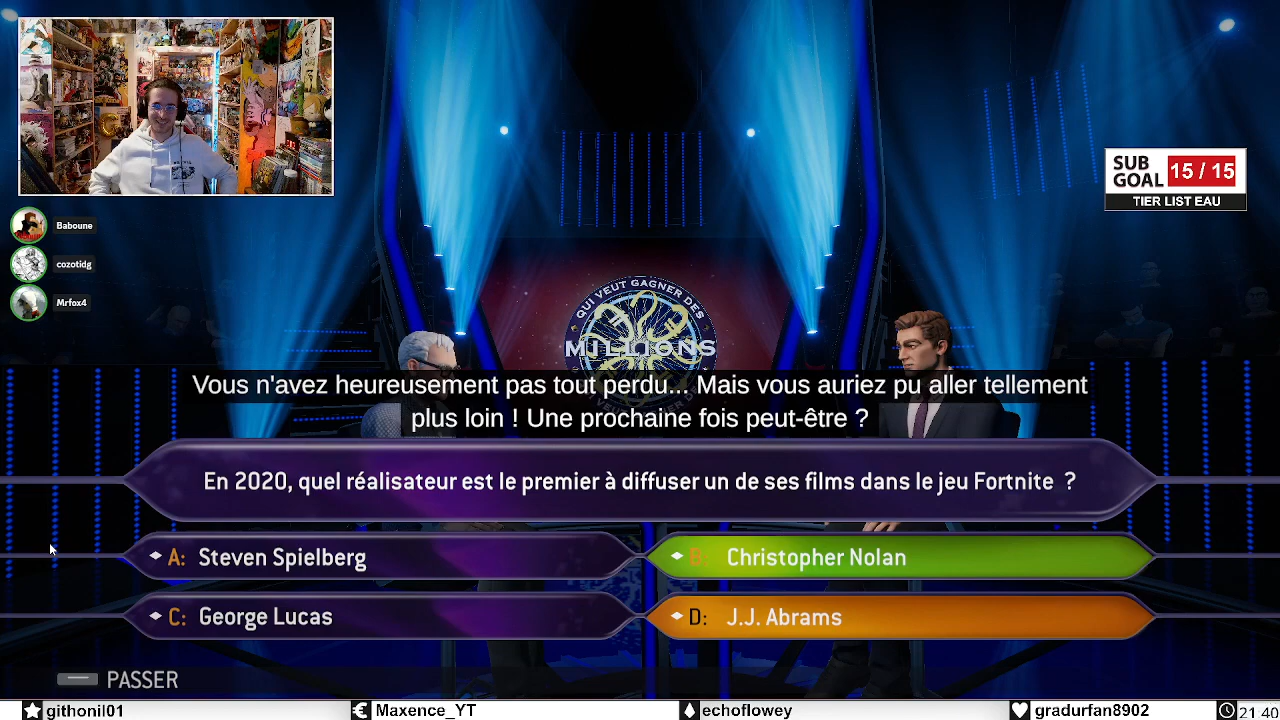 SUB
GOAL
15 / 15
TIER LIST EAU
Baboune
cozotidg
Mrfox4
QUI VEUT GAGNER DES
MILLIONS
Vous n'avez heureusement pas tout perdu... Mais vous auriez pu aller tellement
plus loin ! Une prochaine fois peut-être ?
En 2020, quel réalisateur est le premier à diffuser un de ses films dans le jeu Fortnite ?
A: Steven Spielberg
B: Christopher Nolan
C: George Lucas
D: J.J. Abrams
PASSER
githonil01
Maxence_YT
echoflowey
gradurfan8902
21:40